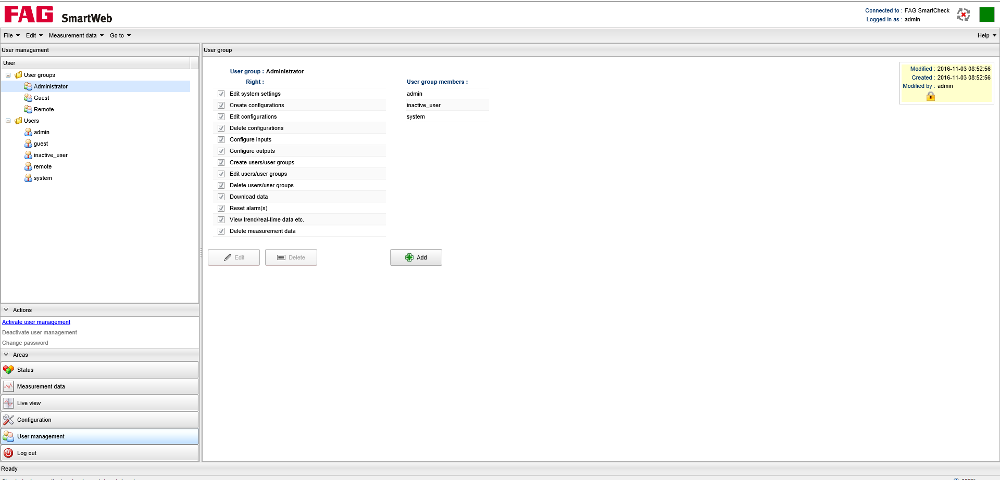 FAG SmartWeb
Connected to : FAG SmartCheck
Logged in as : admin
File Edit Measurement data Go to Help
User management
User
User groups
Administrator
Guest
Remote
Users
admin
guest
inactive_user
remote
system
Actions
Activate user management
Deactivate user management
Change password
Areas
Status
Measurement data
Live view
Configuration
User management
Log out
User group
User group : Administrator
Right :
Edit system settings
Create configurations
Edit configurations
Delete configurations
Configure inputs
Configure outputs
Create users/user groups
Edit users/user groups
Delete users/user groups
Download data
Reset alarm(s)
View trend/real-time data etc.
Delete measurement data
User group members :
admin
inactive_user
system
Edit Delete Add
Modified : 2016-11-03 08:52:56
Created : 2016-11-03 08:52:56
Modified by : admin
Ready